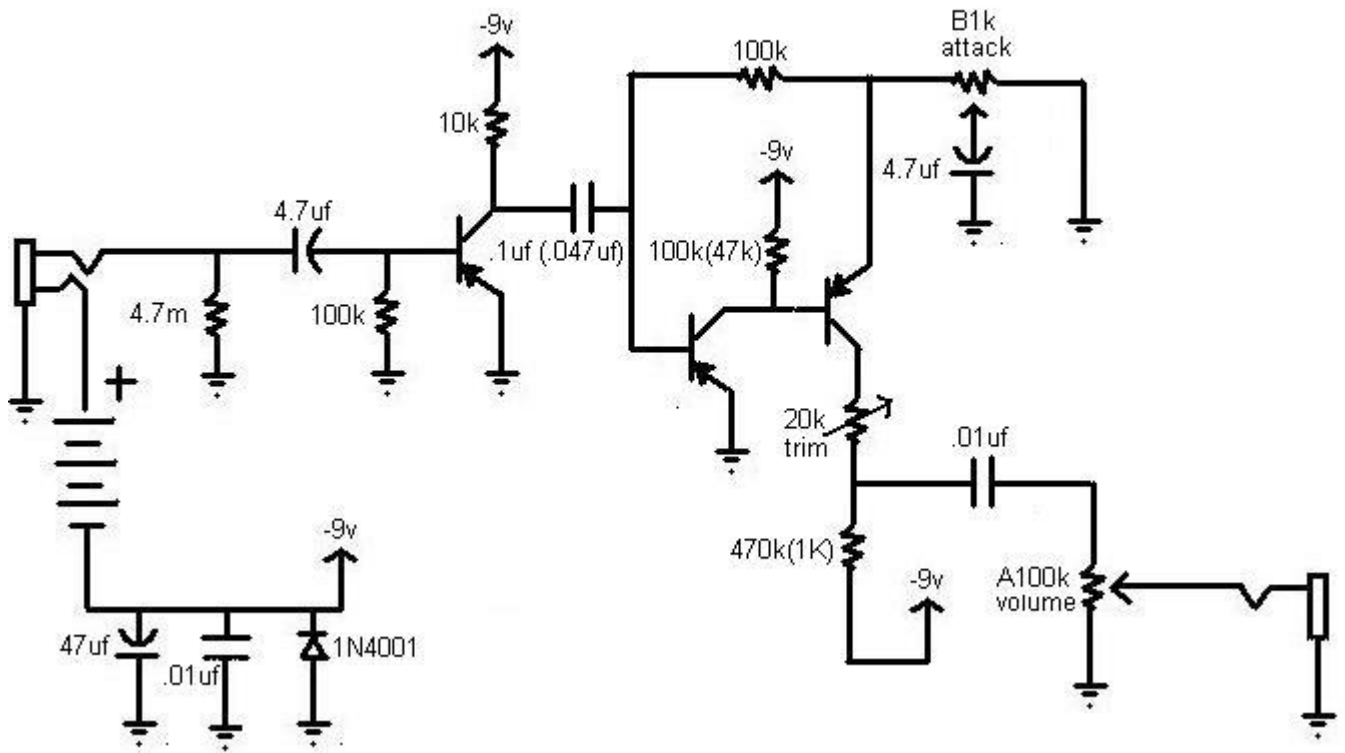 -9v
B1k
attack
100k
10k
-9v
4.7uf
4.7uf
.1uf (.047uf)
100k(47k)
4.7m
100k
+
20k
trim
.01uf
-9v
470k(1K)
-9v
A100k
volume
47uf
.01uf
1N4001